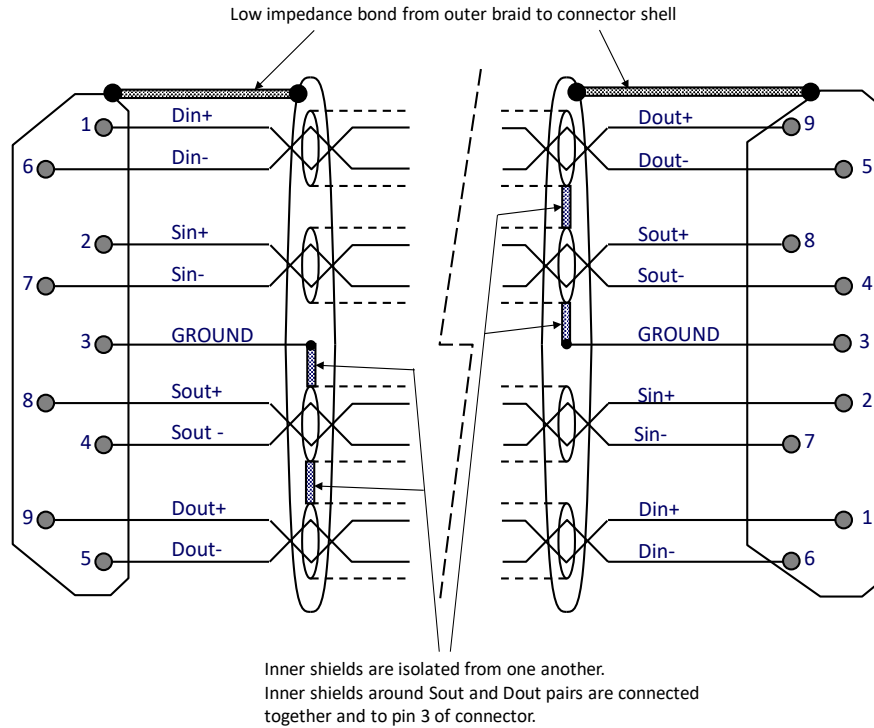 Low impedance bond from outer braid to connector shell
1 Din+ Dout+ 9
6 Din- Dout- 5
2 Sin+ Sout+ 8
7 Sin- Sout- 4
3 GROUND GROUND 3
8 Sout+ Sin+ 2
4 Sout - Sin- 7
9 Dout+ Din+ 1
5 Dout- Din- 6
Inner shields are isolated from one another.
Inner shields around Sout and Dout pairs are connected
together and to pin 3 of connector.